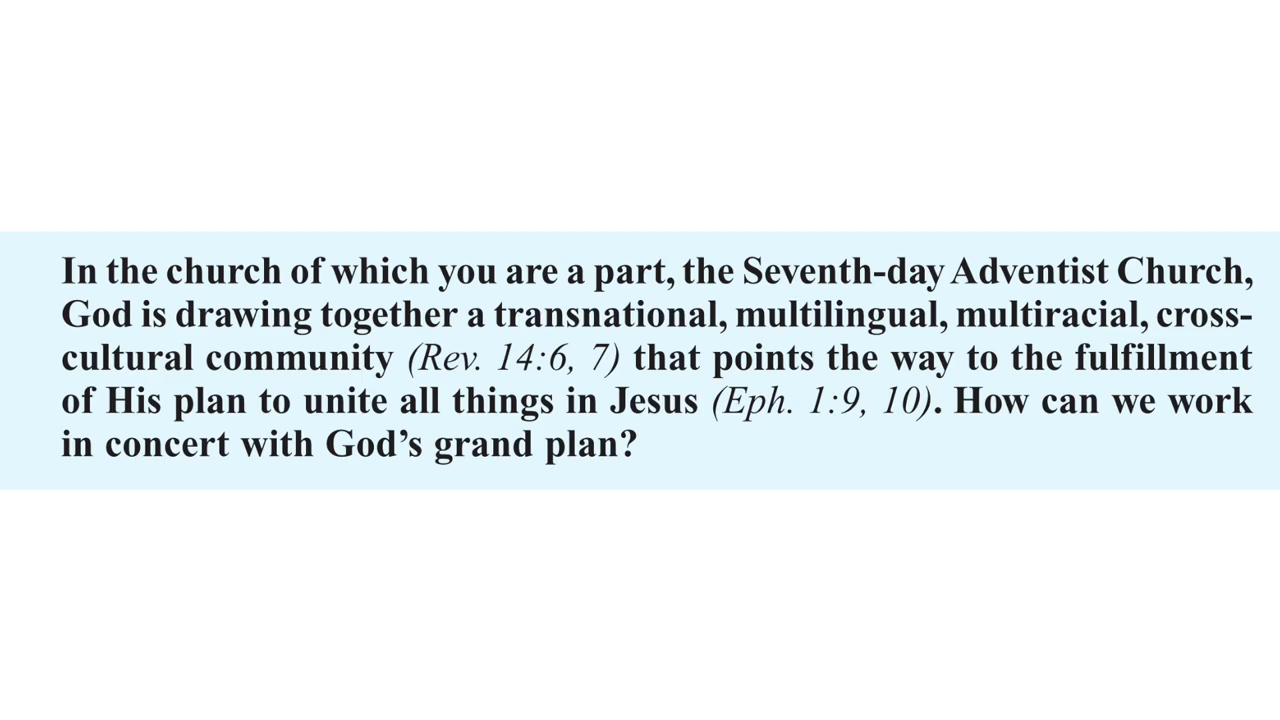 In the church of which you are a part, the Seventh-day Adventist Church,
God is drawing together a transnational, multilingual, multiracial, cross-
cultural community (Rev. 14:6, 7) that points the way to the fulfillment
of His plan to unite all things in Jesus (Eph. 1:9, 10). How can we work
in concert with God’s grand plan?